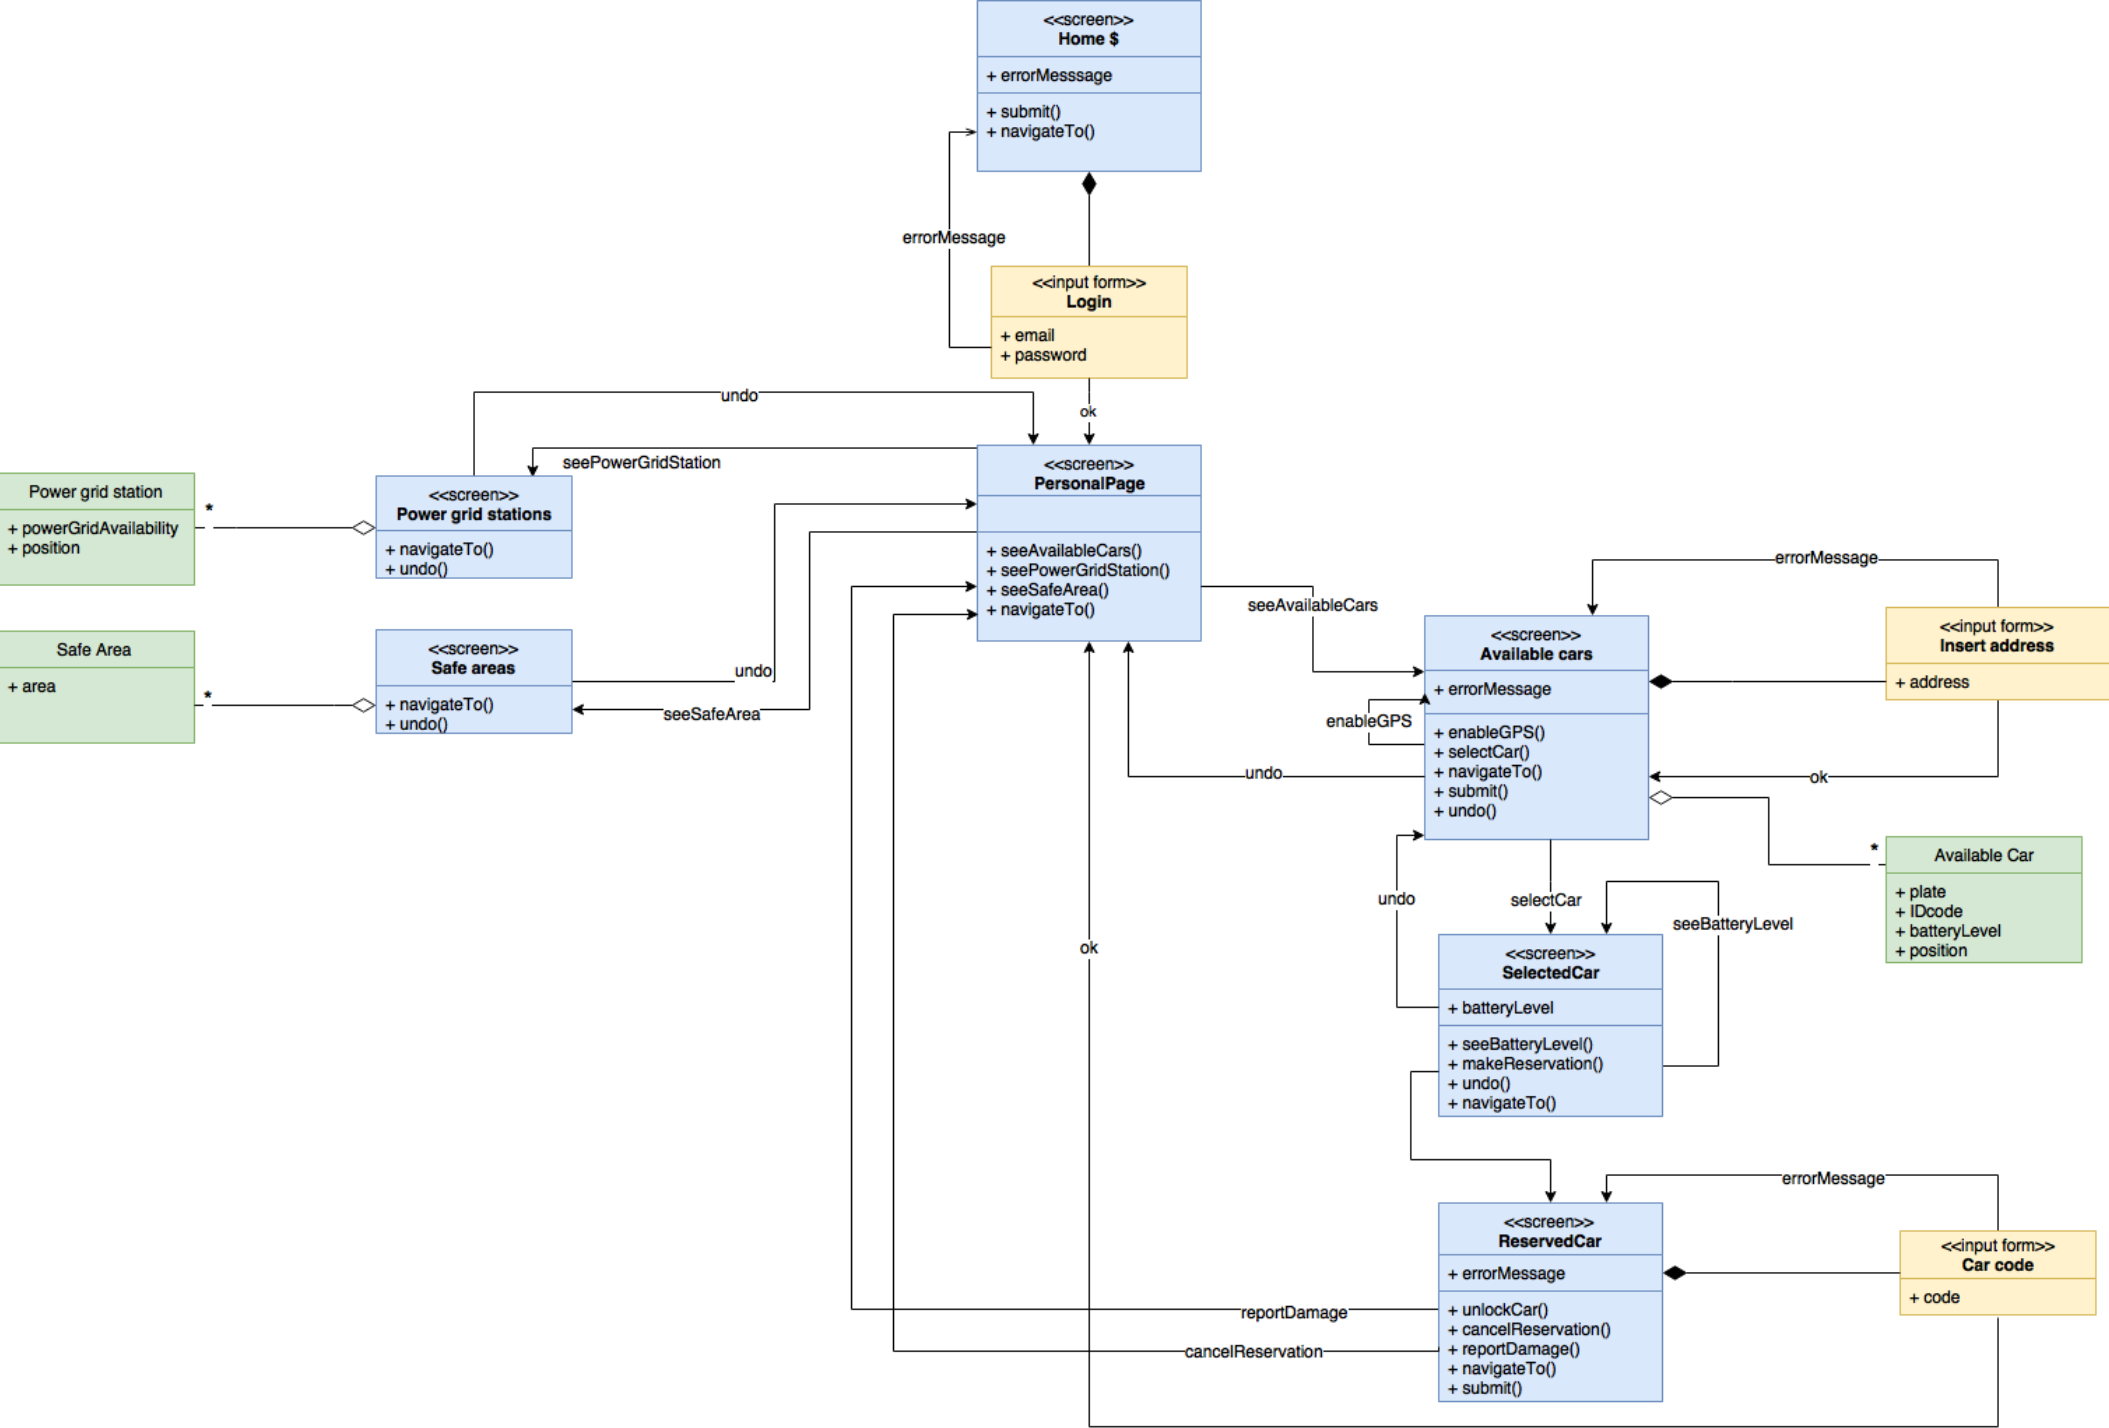 <<screen>>
Home $
+ errorMesssage
+ submit()
+ navigateTo()
errorMessage
<<input form>>
Login
+ email
+ password
ok
undo
seePowerGridStation
<<screen>>
PersonalPage
+ seeAvailableCars()
+ seePowerGridStation()
+ seeSafeArea()
+ navigateTo()
Power grid station
+ powerGridAvailability
+ position
*
<<screen>>
Power grid stations
+ navigateTo()
+ undo()
Safe Area
+ area
*
<<screen>>
Safe areas
+ navigateTo()
+ undo()
undo
seeSafeArea
seeAvailableCars
errorMessage
<<screen>>
Available cars
+ errorMessage
+ enableGPS()
+ selectCar()
+ navigateTo()
+ submit()
+ undo()
enableGPS
undo
<<input form>>
Insert address
+ address
ok
*
Available Car
+ plate
+ IDcode
+ batteryLevel
+ position
undo
selectCar
seeBatteryLevel
ok
<<screen>>
SelectedCar
+ batteryLevel
+ seeBatteryLevel()
+ makeReservation()
+ undo()
+ navigateTo()
errorMessage
<<screen>>
ReservedCar
+ errorMessage
+ unlockCar()
+ cancelReservation()
+ reportDamage()
+ navigateTo()
+ submit()
<<input form>>
Car code
+ code
reportDamage
cancelReservation